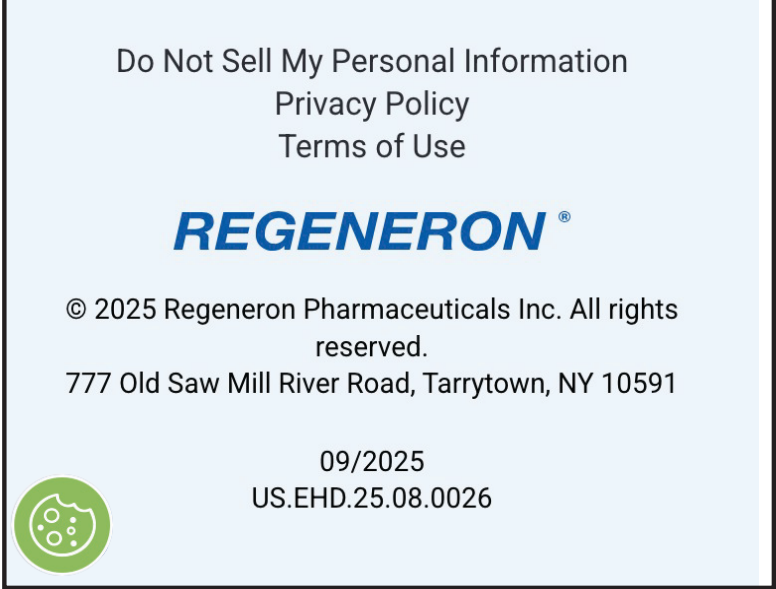 Do Not Sell My Personal Information
Privacy Policy
Terms of Use
REGENERON®
© 2025 Regeneron Pharmaceuticals Inc. All rights
reserved.
777 Old Saw Mill River Road, Tarrytown, NY 10591
09/2025
US.EHD.25.08.0026